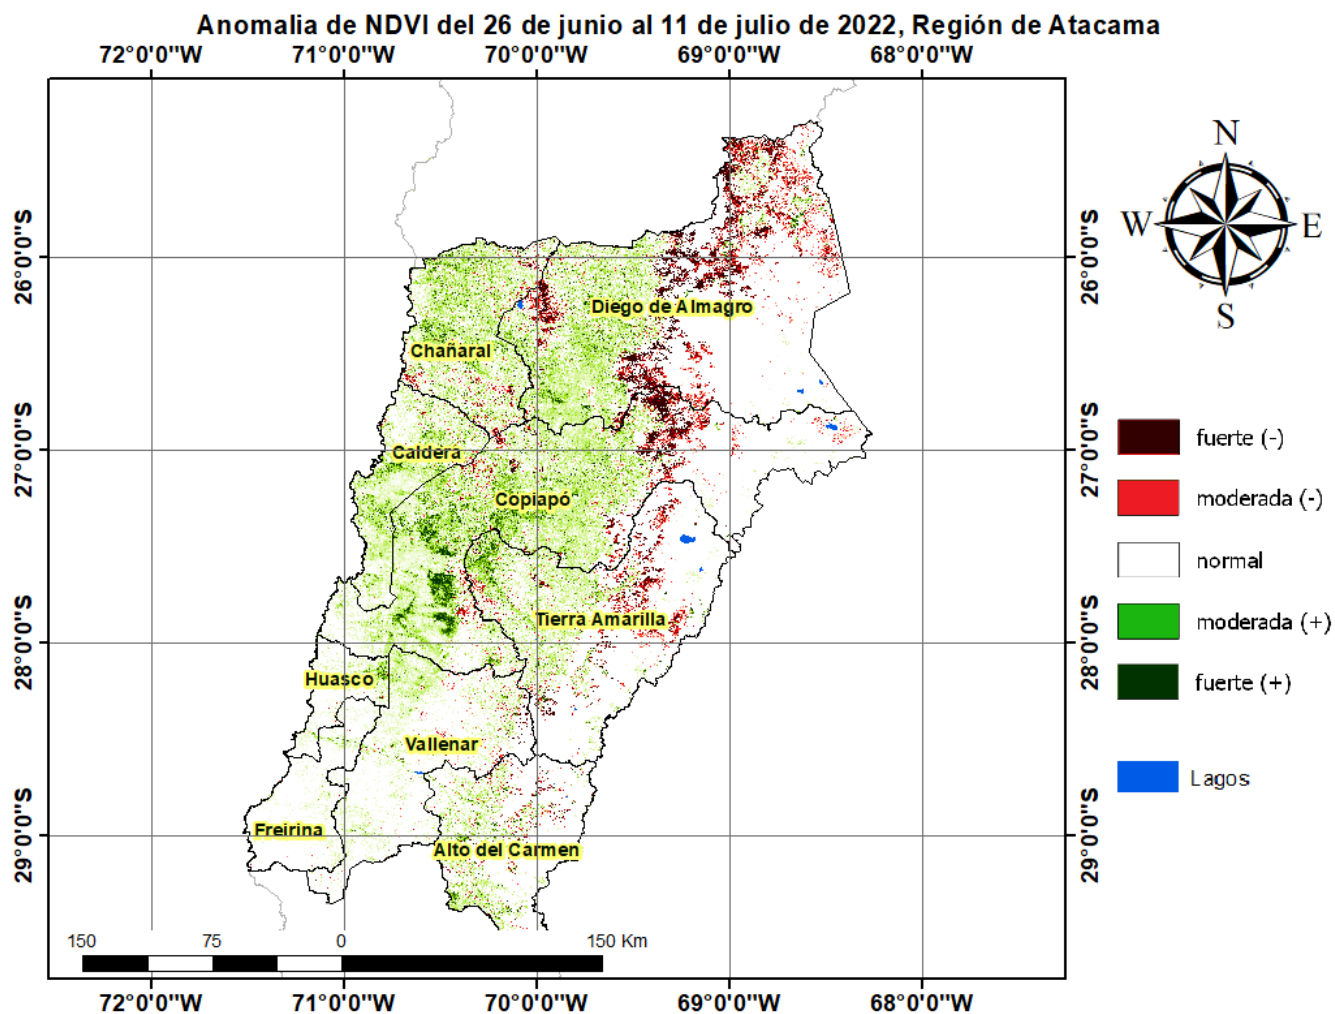 Anomalia de NDVI del 26 de junio al 11 de julio de 2022, Región de Atacama
72°0'0"W 71°0'0"W 70°0'0"W 69°0'0"W 68°0'0"W
N
W E
S
26°0'0"S 26°0'0"S
Diego de Almagro
Chañaral
27°0'0"S 27°0'0"S
Caldera
Copiapó
fuerte (-)
moderada (-)
normal
moderada (+)
fuerte (+)
Lagos
28°0'0"S 28°0'0"S
Tierra Amarilla
Huasco
Vallenar
29°0'0"S 29°0'0"S
Freirina
Alto del Carmen
150 75 0 150 Km
72°0'0"W 71°0'0"W 70°0'0"W 69°0'0"W 68°0'0"W